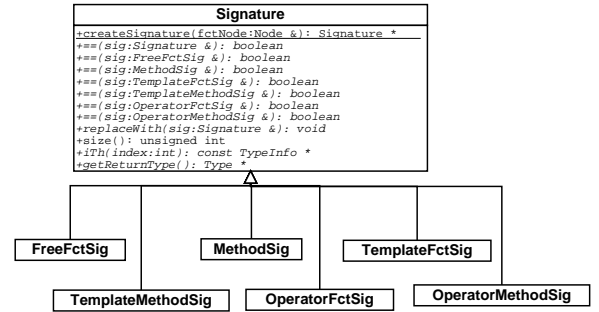 Signature
+createSignature(fctNode:Node &): Signature *
+==(sig:Signature &): boolean
+==(sig:FreeFctSig &): boolean
+==(sig:MethodSig &): boolean
+==(sig:TemplateFctSig &): boolean
+==(sig:TemplateMethodSig &): boolean
+==(sig:OperatorFctSig &): boolean
+==(sig:OperatorMethodSig &): boolean
+replaceWith(sig:Signature &): void
+size(): unsigned int
+iTh(index:int): const TypeInfo *
+getReturnType(): Type *
FreeFctSig
MethodSig
TemplateFctSig
TemplateMethodSig
OperatorFctSig
OperatorMethodSig